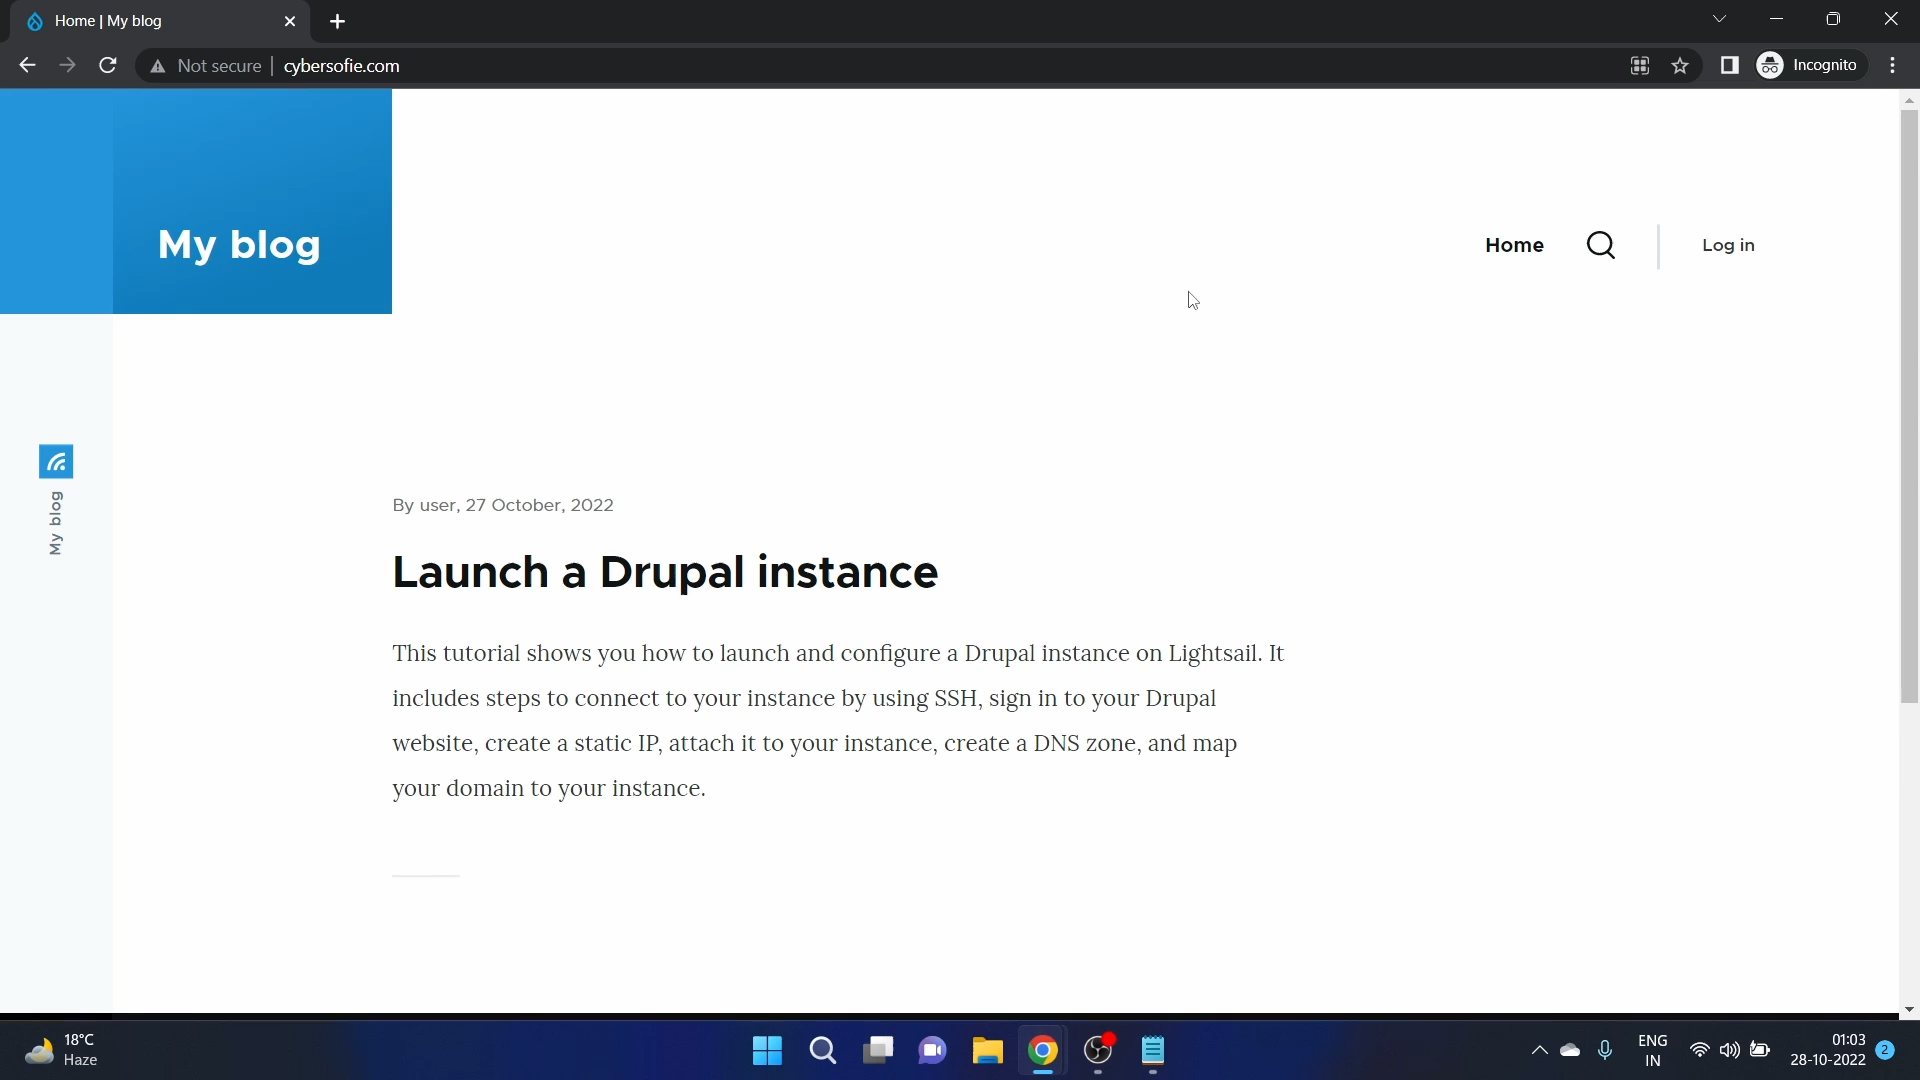 Home | My blog
Not secure
cybersofie.com
Incognito
My blog
Home
Log in
My blog
By user, 27 October, 2022
Launch a Drupal instance
This tutorial shows you how to launch and configure a Drupal instance on Lightsail. It
includes steps to connect to your instance by using SSH, sign in to your Drupal
website, create a static IP, attach it to your instance, create a DNS zone, and map
your domain to your instance.
18°C
Haze
ENG
IN
01:03
28-10-2022
2